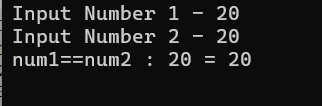 Input Number 1 - 20
Input Number 2 - 20
num1==num2 : 20 = 20